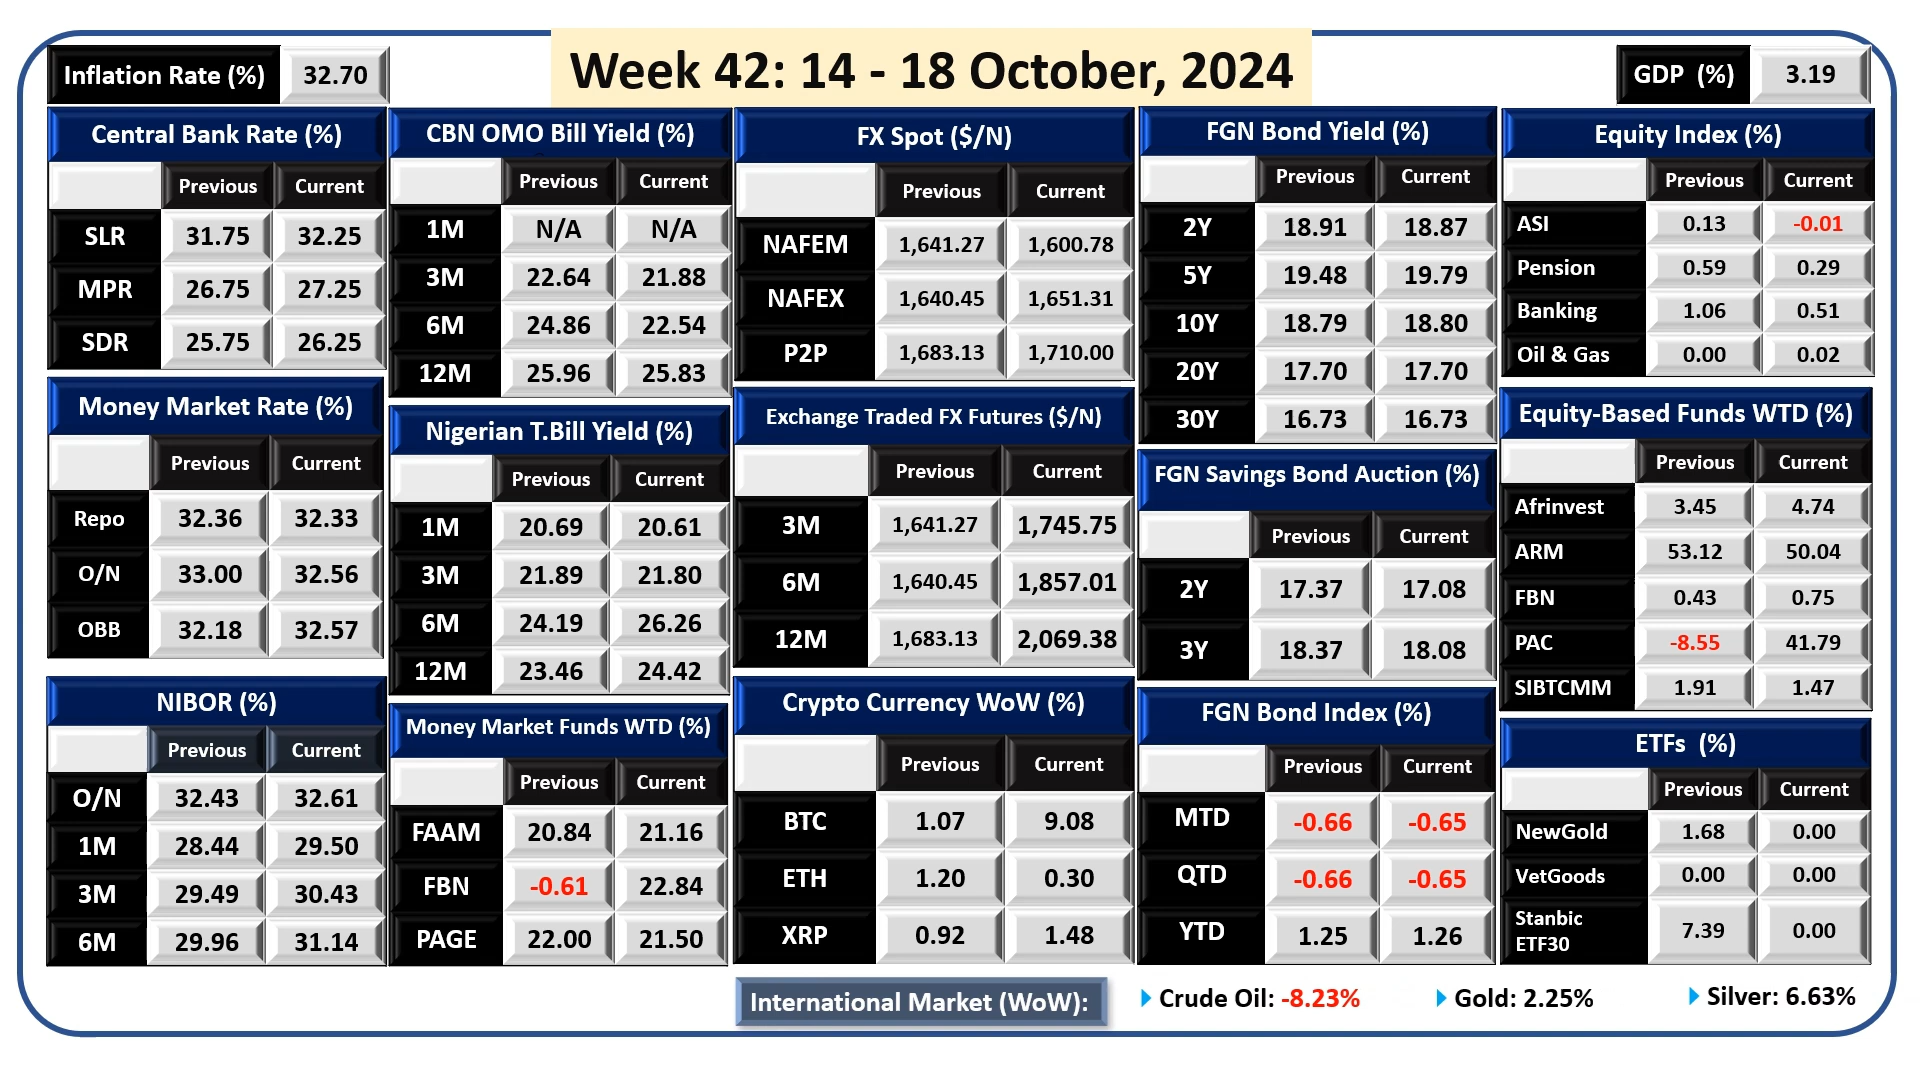 Inflation Rate (%) 32.70
Week 42: 14 - 18 October, 2024
GDP (%) 3.19
Central Bank Rate (%)
Previous Current
SLR 31.75 32.25
MPR 26.75 27.25
SDR 25.75 26.25
Money Market Rate (%)
Previous Current
Repo 32.36 32.33
O/N 33.00 32.56
OBB 32.18 32.57
NIBOR (%)
Previous Current
O/N 32.43 32.61
1M 28.44 29.50
3M 29.49 30.43
6M 29.96 31.14
CBN OMO Bill Yield (%)
Previous Current
1M N/A N/A
3M 22.64 21.88
6M 24.86 22.54
12M 25.96 25.83
Nigerian T.Bill Yield (%)
Previous Current
1M 20.69 20.61
3M 21.89 21.80
6M 24.19 26.26
12M 23.46 24.42
Money Market Funds WTD (%)
Previous Current
FAAM 20.84 21.16
FBN -0.61 22.84
PAGE 22.00 21.50
FX Spot ($/N)
Previous Current
NAFEM 1,641.27 1,600.78
NAFEX 1,640.45 1,651.31
P2P 1,683.13 1,710.00
Exchange Traded FX Futures ($/N)
Previous Current
3M 1,641.27 1,745.75
6M 1,640.45 1,857.01
12M 1,683.13 2,069.38
Crypto Currency WoW (%)
Previous Current
BTC 1.07 9.08
ETH 1.20 0.30
XRP 0.92 1.48
FGN Bond Yield (%)
Previous Current
2Y 18.91 18.87
5Y 19.48 19.79
10Y 18.79 18.80
20Y 17.70 17.70
30Y 16.73 16.73
FGN Savings Bond Auction (%)
Previous Current
2Y 17.37 17.08
3Y 18.37 18.08
FGN Bond Index (%)
Previous Current
MTD -0.66 -0.65
QTD -0.66 -0.65
YTD 1.25 1.26
Equity Index (%)
Previous Current
ASI 0.13 -0.01
Pension 0.59 0.29
Banking 1.06 0.51
Oil & Gas 0.00 0.02
Equity-Based Funds WTD (%)
Previous Current
Afrinvest 3.45 4.74
ARM 53.12 50.04
FBN 0.43 0.75
PAC -8.55 41.79
SIBTCMM 1.91 1.47
ETFs (%)
Previous Current
NewGold 1.68 0.00
VetGoods 0.00 0.00
Stanbic
ETF30 7.39 0.00
International Market (WoW): Crude Oil: -8.23% Gold: 2.25% Silver: 6.63%